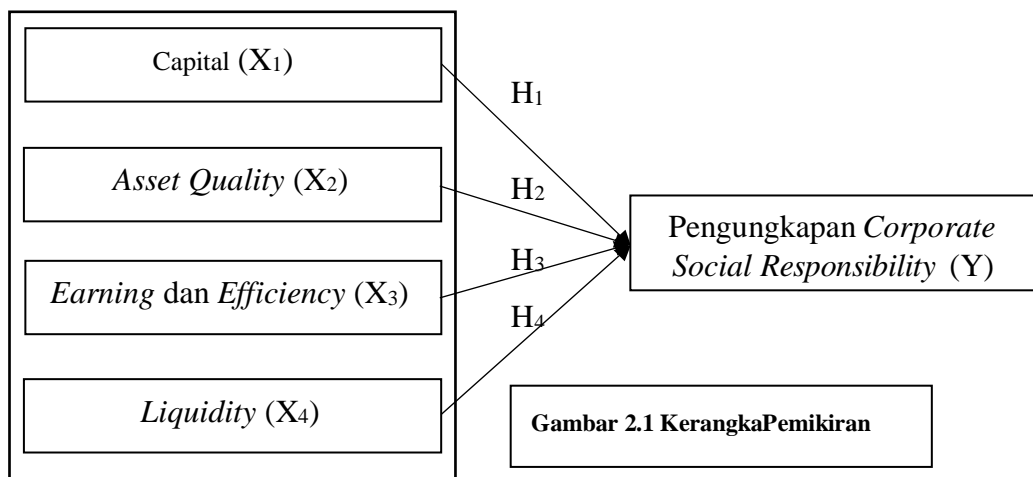 Capital (X1)
H1
Asset Quality (X2)
H2
Pengungkapan Corporate
Social Responsibility (Y)
H3
Earning dan Efficiency (X3)
H4
Liquidity (X4)
Gambar 2.1 KerangkaPemikiran